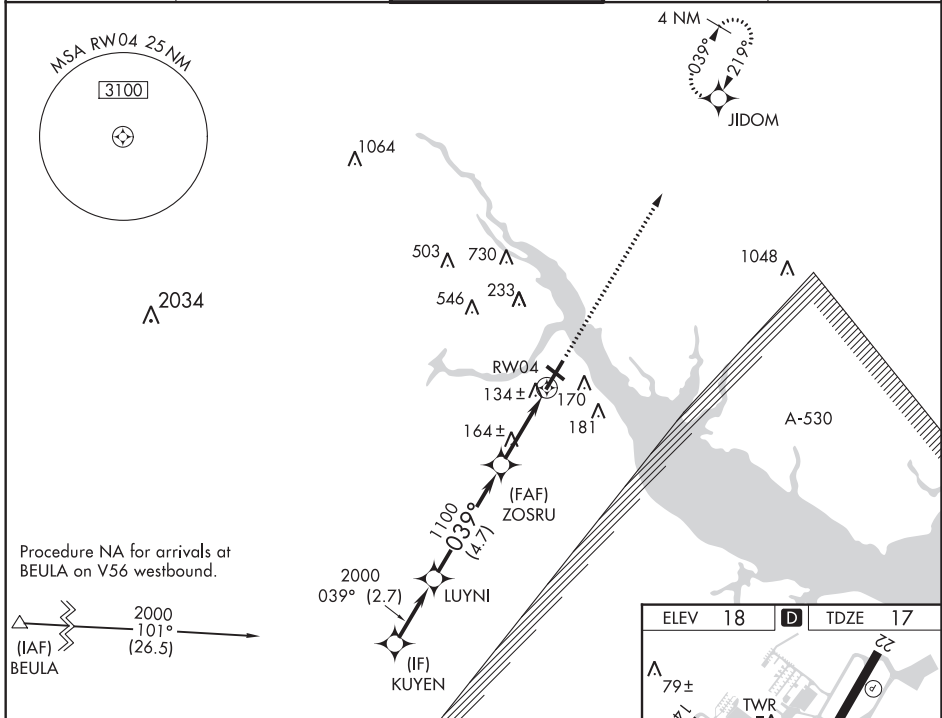 MSA RW04 25 NM
3100
4 NM
039°
219°
JIDOM
1064
503
730
1048
546
233
2034
RW04
134±
170
181
164±
A-530
(FAF)
ZOSRU
1100
039°
(4.7)
Procedure NA for arrivals at
BEULA on V56 westbound.
2000
039° (2.7)
LUYNI
2000
101°
(26.5)
(IAF)
BEULA
(IF)
KUYEN
ELEV 18 D TDZE 17
22
79±
P
TWR
14